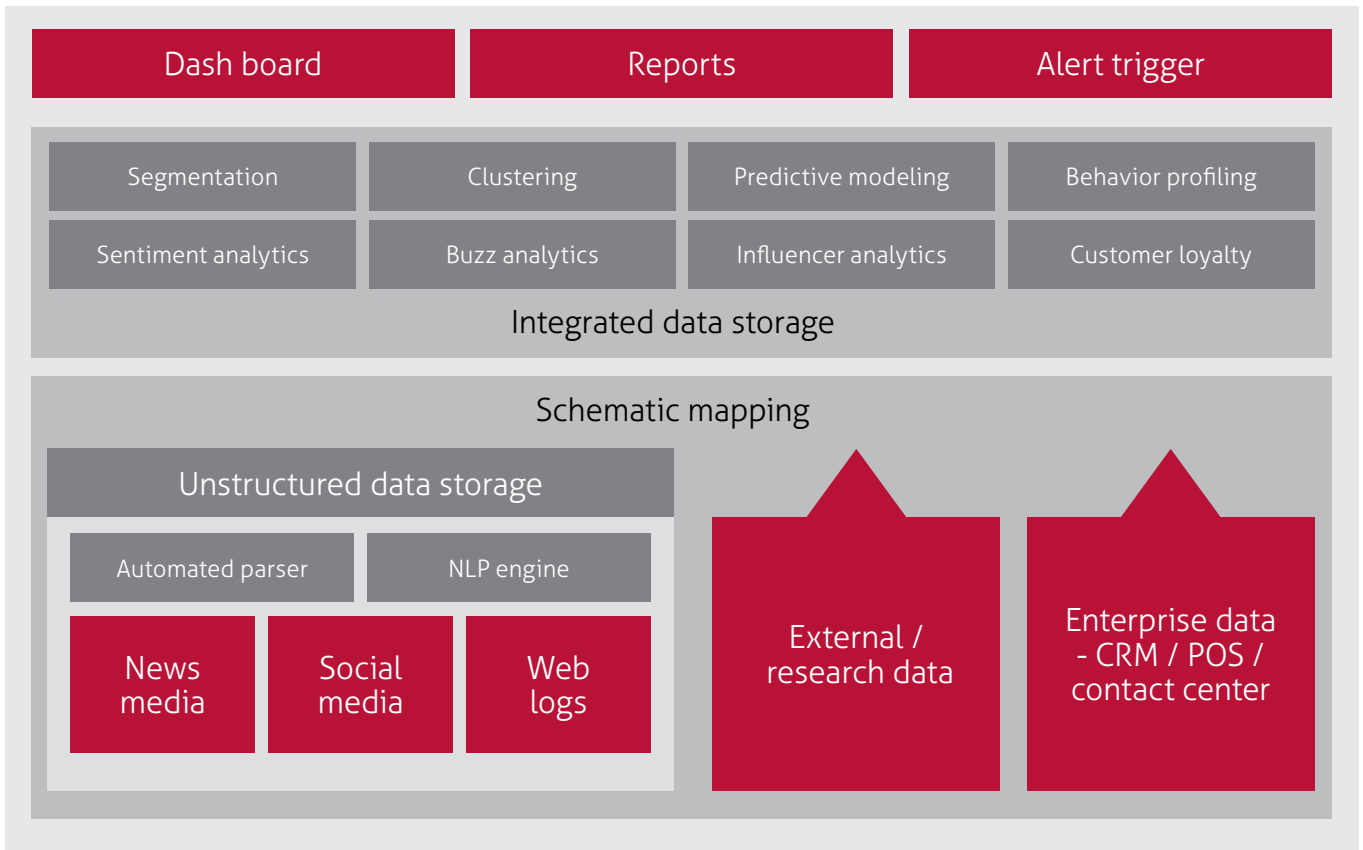 Dash board
Reports
Alert trigger
Segmentation
Clustering
Predictive modeling
Behavior profiling
Sentiment analytics
Buzz analytics
Influencer analytics
Customer loyalty
Integrated data storage
Schematic mapping
Unstructured data storage
Automated parser
NLP engine
News
media
Social
media
Web
logs
External /
research data
Enterprise data
- CRM / POS /
contact center